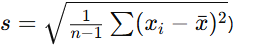 s = √(1/(n−1) ∑(xᵢ − x̄)²)